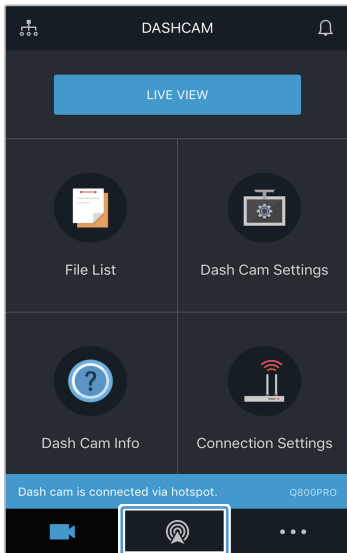 DASHCAM
LIVE VIEW
File List
Dash Cam Settings
?
Dash Cam Info
Connection Settings
Dash cam is connected via hotspot.
Q800PRO